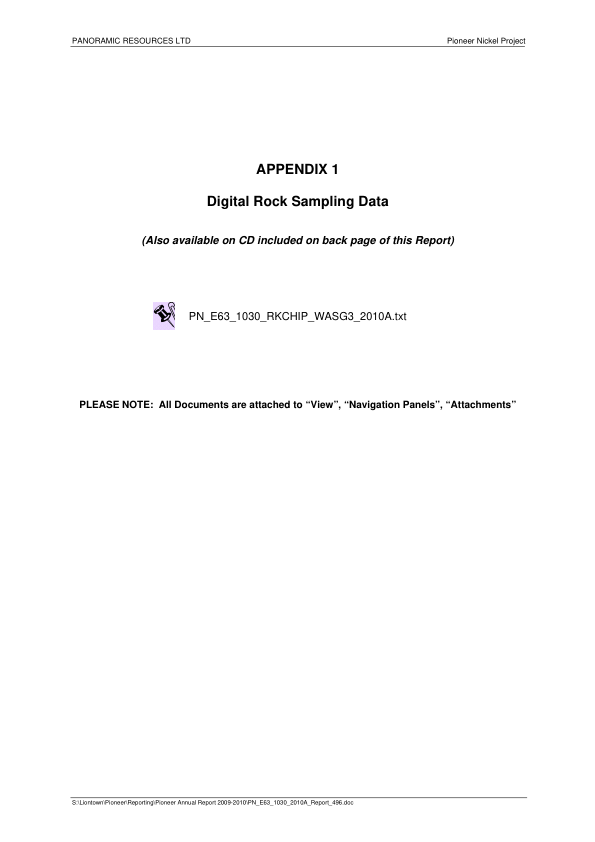 PANORAMIC RESOURCES LTD Pioneer Nickel Project
APPENDIX 1
Digital Rock Sampling Data
(Also available on CD included on back page of this Report)
PN_E63_1030_RKCHIP_WASG3_2010A.txt
PLEASE NOTE:  All Documents are attached to “View”, “Navigation Panels”, “Attachments”
S:\Liontown\Pioneer\Reporting\Pioneer Annual Report 2009-2010\PN_E63_1030_2010A_Report_496.doc